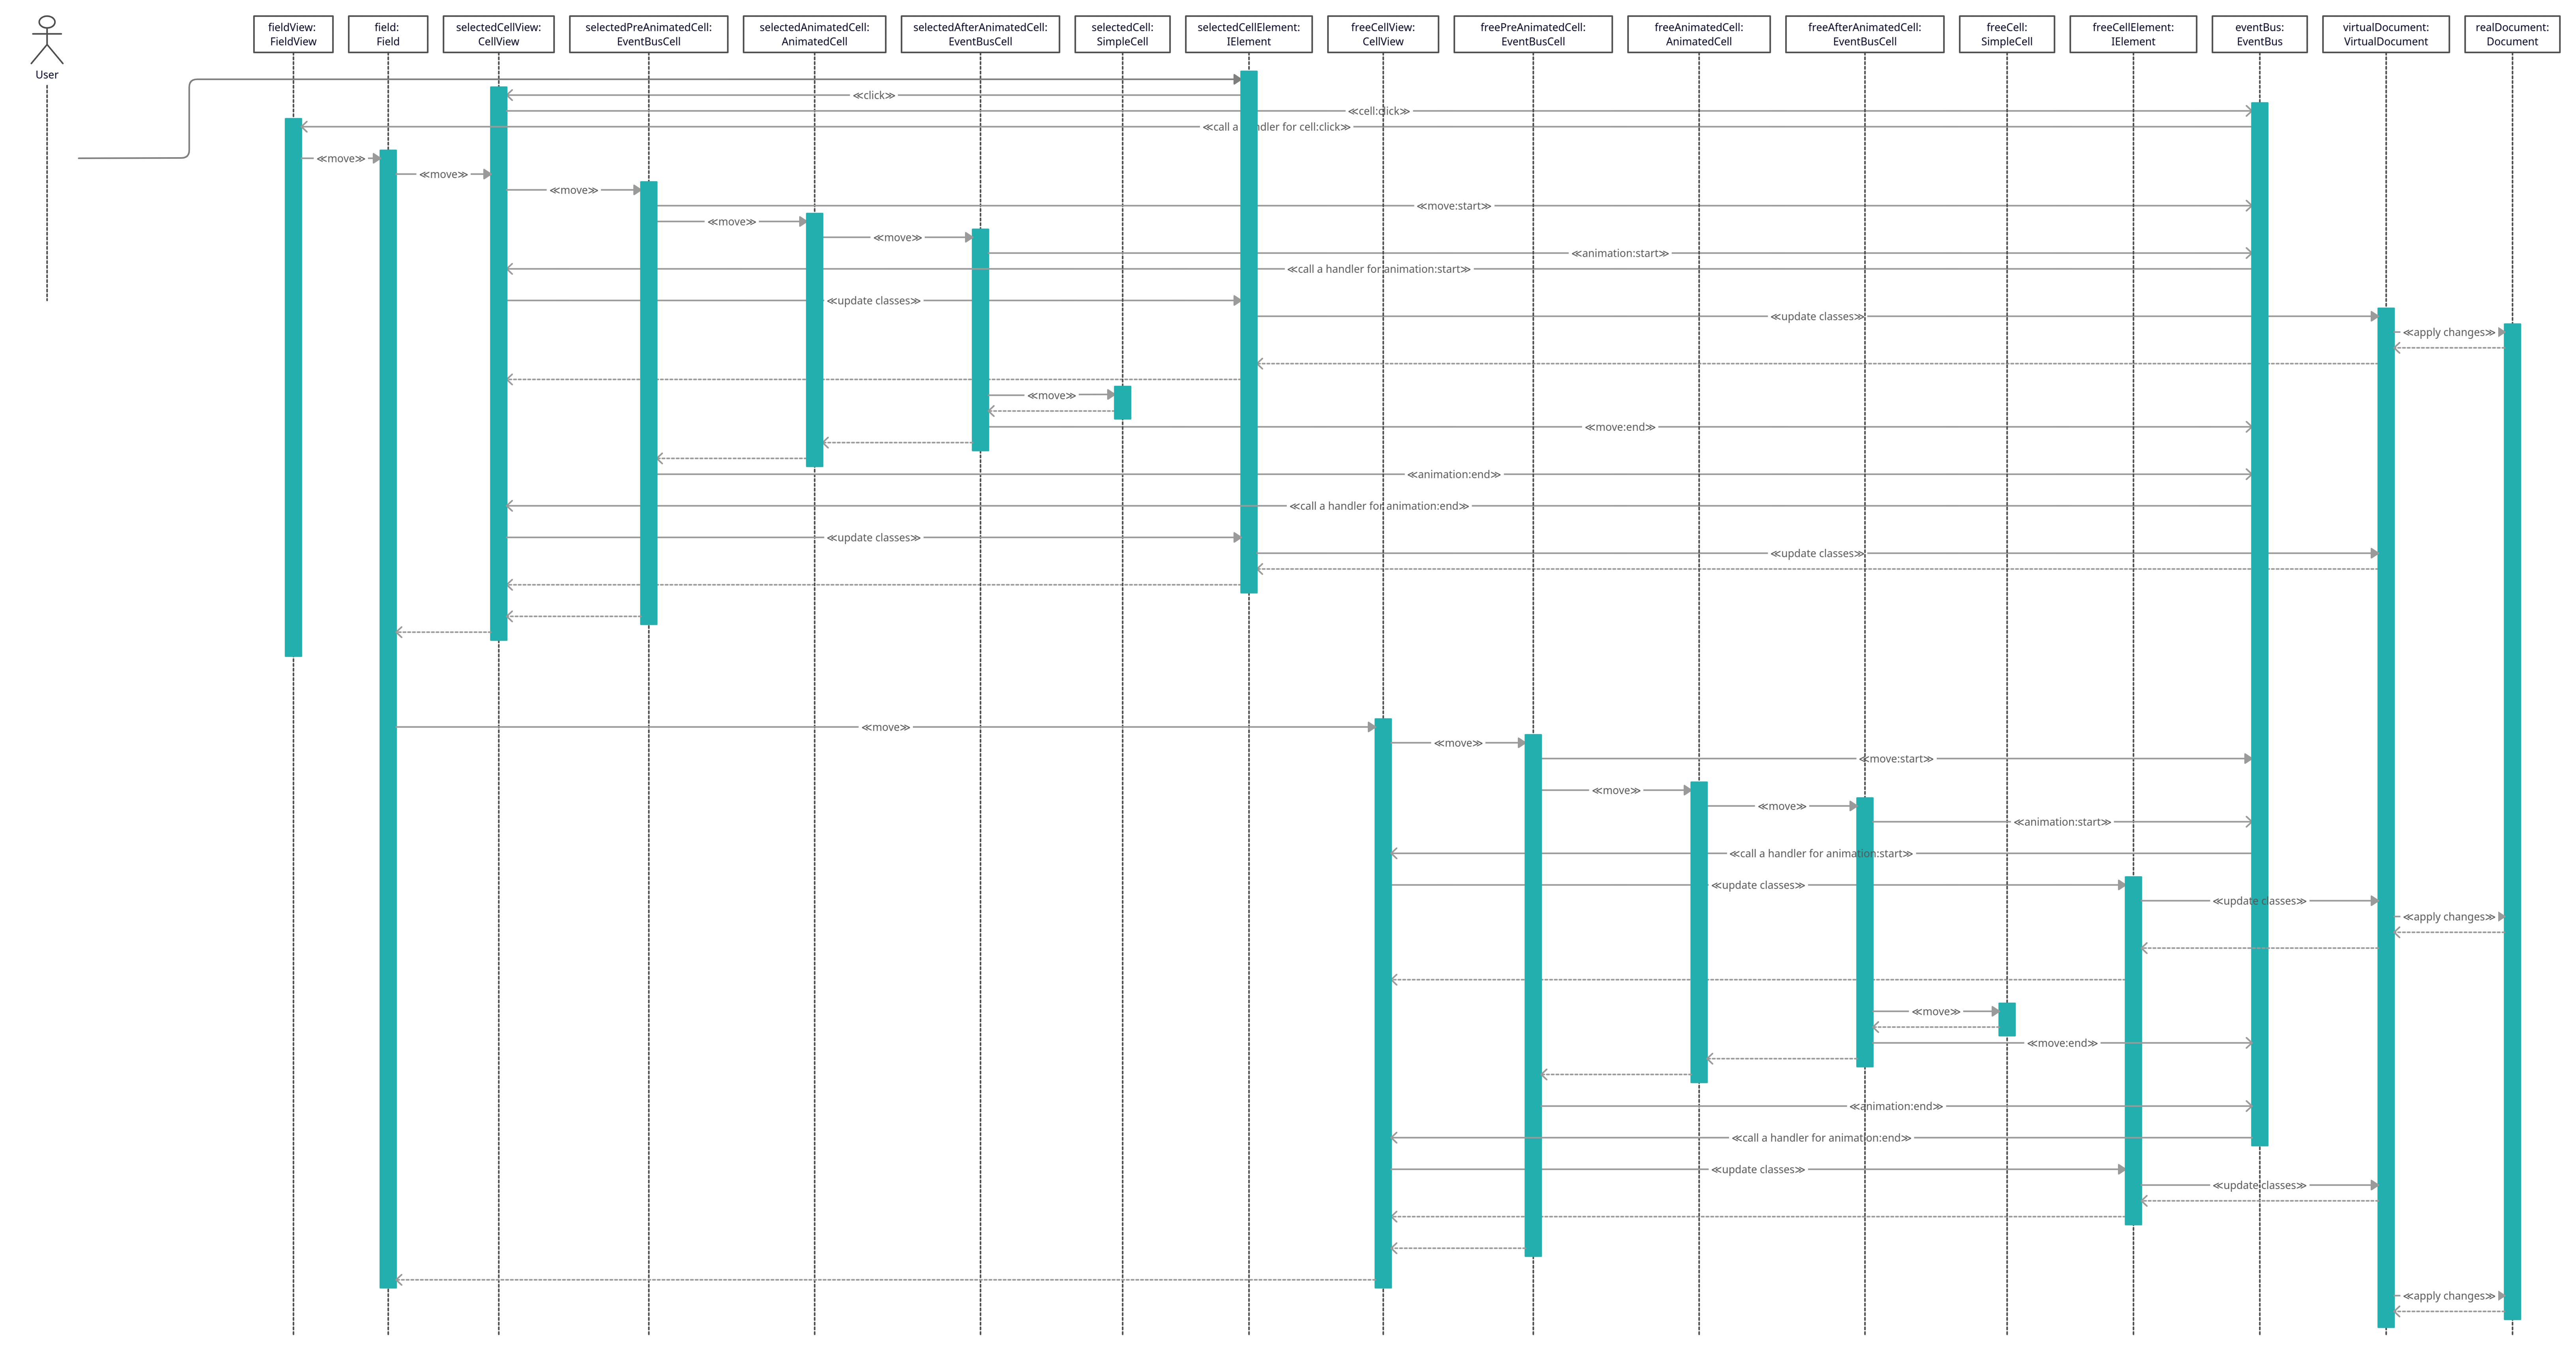 fieldView:
FieldView
field:
Field
selectedCellView:
CellView
selectedPreAnimatedCell:
EventBusCell
selectedAnimatedCell:
AnimatedCell
selectedAfterAnimatedCell:
EventBusCell
selectedCell:
SimpleCell
selectedCellElement:
IElement
freeCellView:
CellView
freePreAnimatedCell:
EventBusCell
freeAnimatedCell:
AnimatedCell
freeAfterAnimatedCell:
EventBusCell
freeCell:
SimpleCell
freeCellElement:
IElement
eventBus:
EventBus
virtualDocument:
VirtualDocument
realDocument:
Document
User
≪click≫
≪cell:click≫
≪call a handler for cell:click≫
≪move≫
≪move≫
≪move≫
≪move:start≫
≪move≫
≪move≫
≪animation:start≫
≪call a handler for animation:start≫
≪update classes≫
≪update classes≫
≪apply changes≫
≪move≫
≪move:end≫
≪animation:end≫
≪call a handler for animation:end≫
≪update classes≫
≪update classes≫
≪move≫
≪move≫
≪move:start≫
≪move≫
≪move≫
≪animation:start≫
≪call a handler for animation:start≫
≪update classes≫
≪update classes≫
≪apply changes≫
≪move≫
≪move:end≫
≪animation:end≫
≪call a handler for animation:end≫
≪update classes≫
≪update classes≫
≪apply changes≫